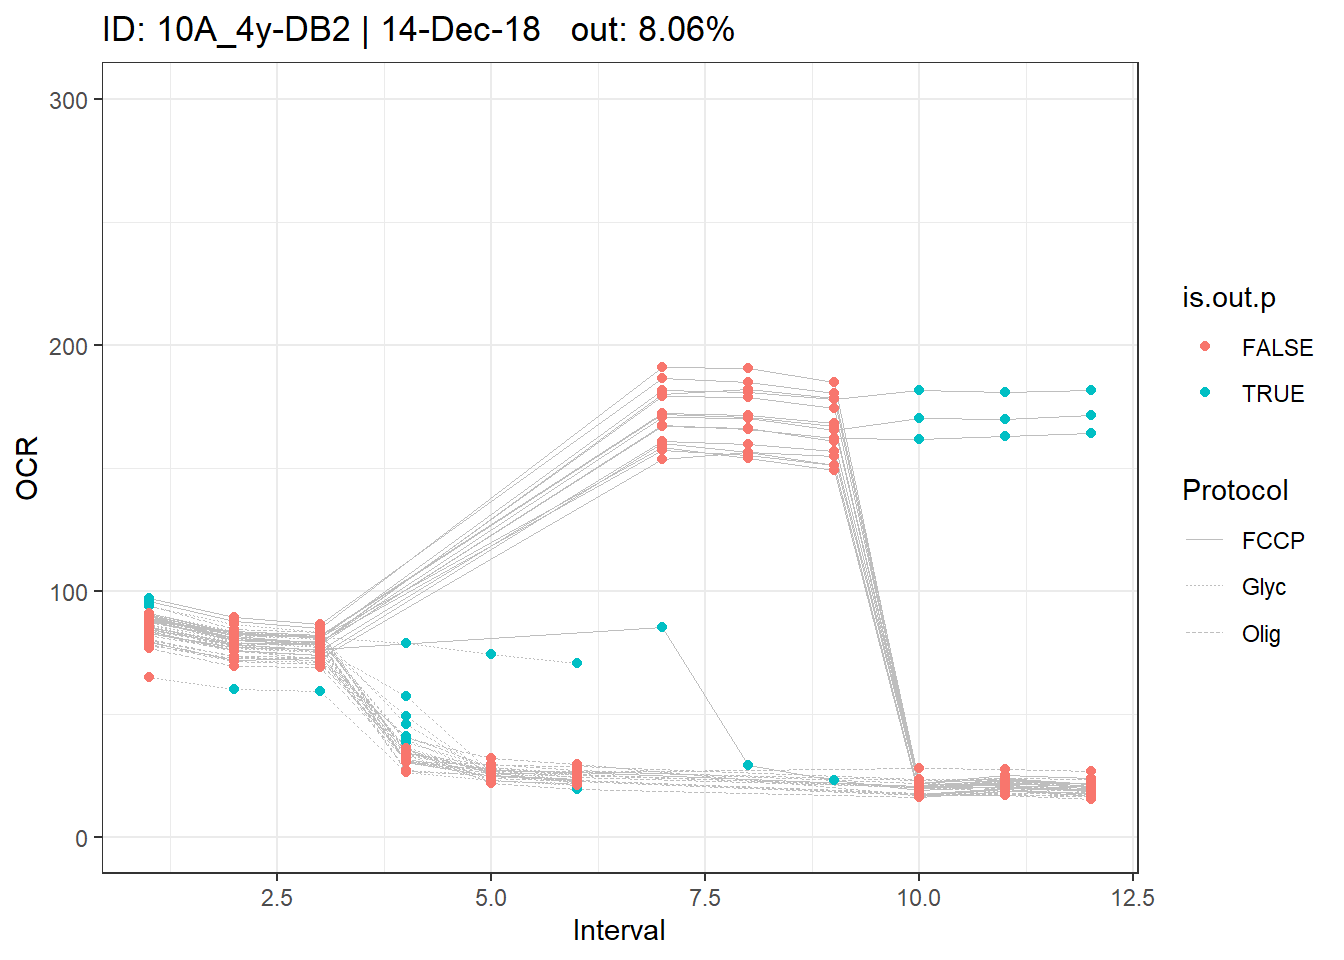 ID: 10A_4y-DB2 | 14-Dec-18   out: 8.06%
300
200
100
0
OCR
2.5 5.0 7.5 10.0 12.5
Interval
is.out.p
FALSE
TRUE
Protocol
FCCP
Glyc
Olig